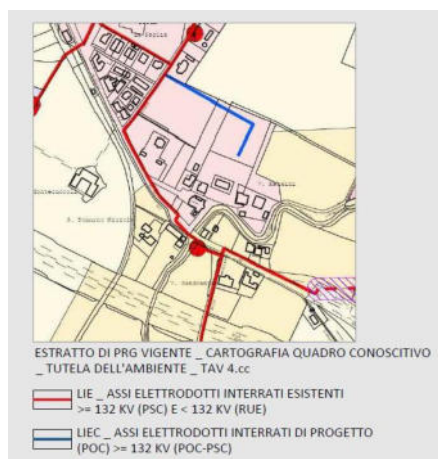 ESTRATTO DI PRG VIGENTE _ CARTOGRAFIA QUADRO CONOSCITIVO
_ TUTELA DELL'AMBIENTE _ TAV 4.cc
LIE _ ASSI ELETTRODOTTI INTERRATI ESISTENTI
>= 132 KV (PSC) E < 132 KV (RUE)
LIEC _ ASSI ELETTRODOTTI INTERRATI DI PROGETTO
(POC) >= 132 KV (POC-PSC)